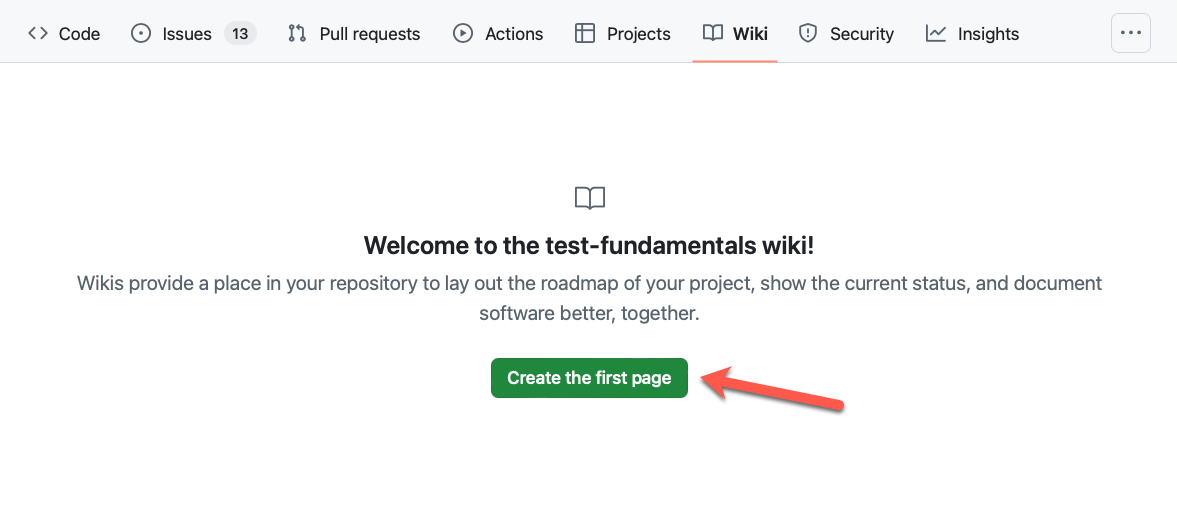 Code Issues 13 Pull requests Actions Projects Wiki Security Insights
Welcome to the test-fundamentals wiki!
Wikis provide a place in your repository to lay out the roadmap of your project, show the current status, and document
software better, together.
Create the first page